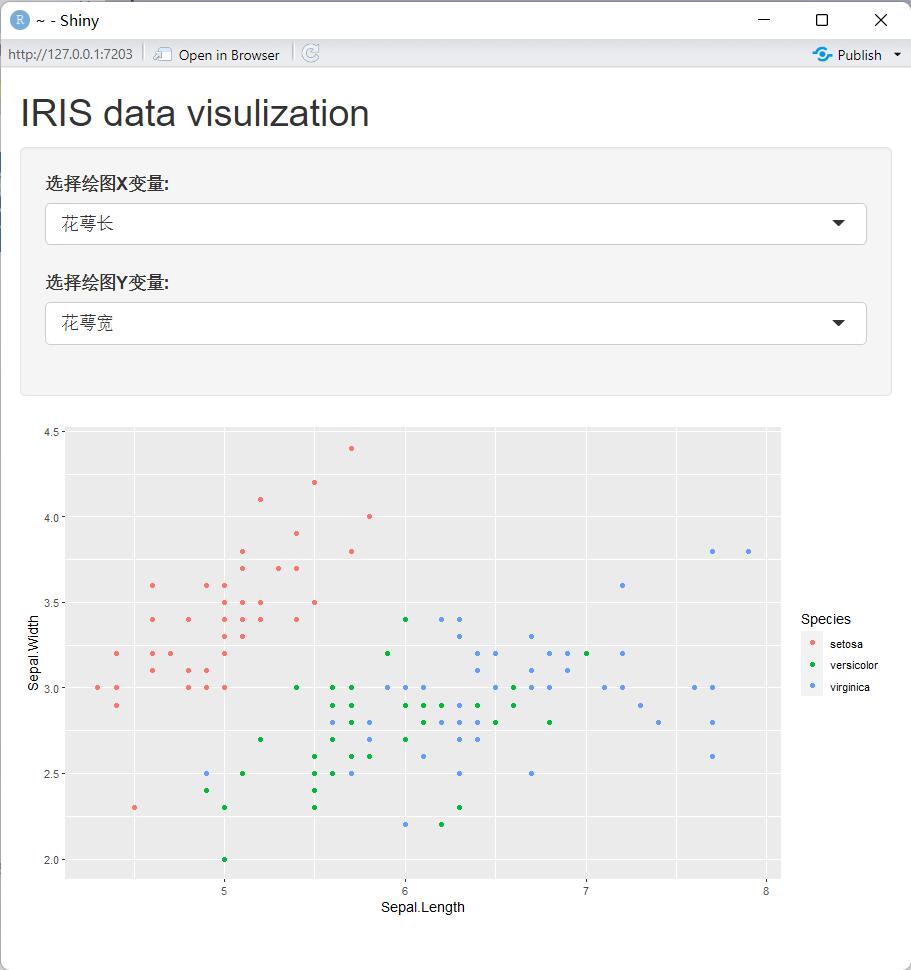 R ~ - Shiny
http://127.0.0.1:7203 Open in Browser Publish
IRIS data visulization
选择绘图X变量:
花萼长
选择绘图Y变量:
花萼宽
4.5
4.0
3.5
3.0
2.5
2.0
Sepal.Width
5 6 7 8
Sepal.Length
Species
setosa
versicolor
virginica